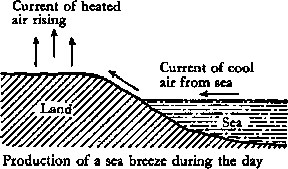 Current of heated
air rising
Current of cool
air from sea
Land
Sea
Production of a sea breeze during the day